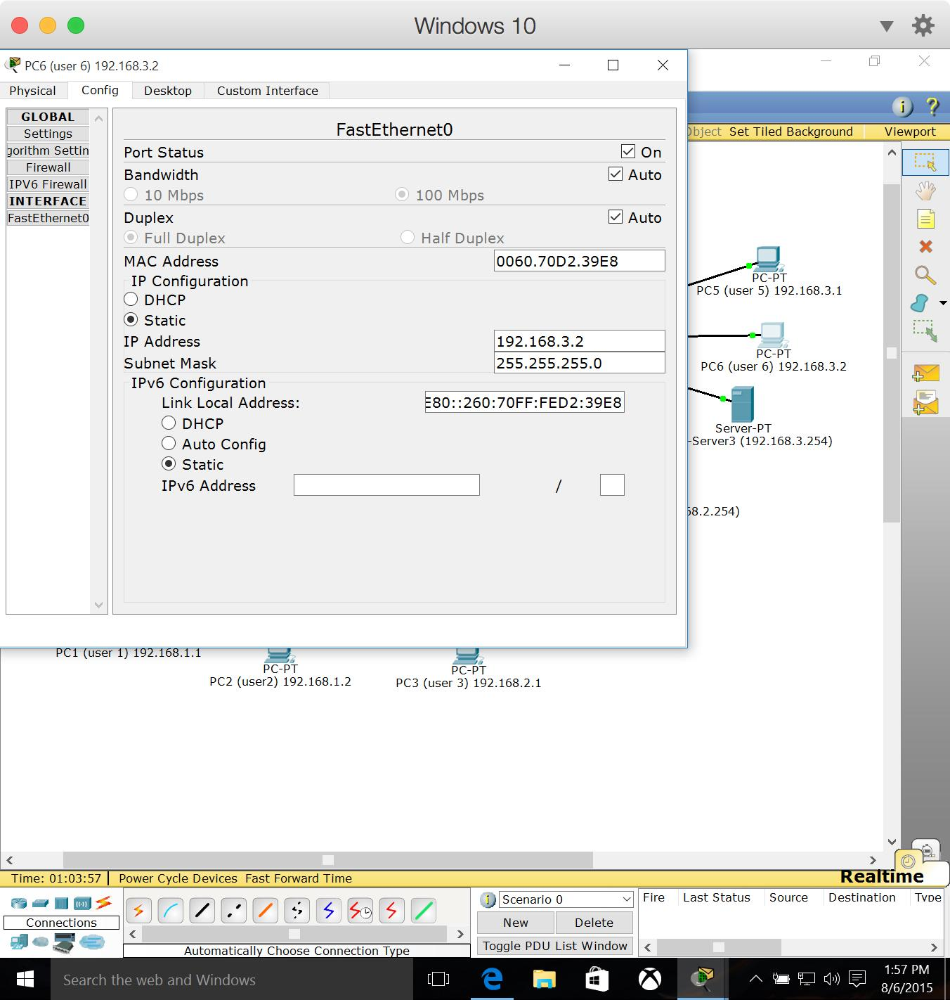 Windows 10
PC6 (user 6) 192.168.3.2
Physical Config Desktop Custom Interface
GLOBAL
Settings
gorithm Settin
Firewall
IPV6 Firewall
INTERFACE
FastEthernet0
FastEthernet0
Port Status On
Bandwidth Auto
10 Mbps 100 Mbps
Duplex Auto
Full Duplex Half Duplex
MAC Address 0060.70D2.39E8
IP Configuration
DHCP
Static
IP Address 192.168.3.2
Subnet Mask 255.255.255.0
IPv6 Configuration
Link Local Address: E80::260:70FF:FED2:39E8
DHCP
Auto Config
Static
IPv6 Address /
Object Set Tiled Background Viewport
PC-PT
PC5 (user 5) 192.168.3.1
PC-PT
PC6 (user 6) 192.168.3.2
Server-PT
-Server3 (192.168.3.254)
68.2.254)
PC1 (user 1) 192.168.1.1
PC-PT
PC2 (user2) 192.168.1.2
PC-PT
PC3 (user 3) 192.168.2.1
Time: 01:03:57 Power Cycle Devices Fast Forward Time
Realtime
Connections
Automatically Choose Connection Type
Scenario 0
New Delete
Toggle PDU List Window
Fire Last Status Source Destination Type
Search the web and Windows
1:57 PM
8/6/2015